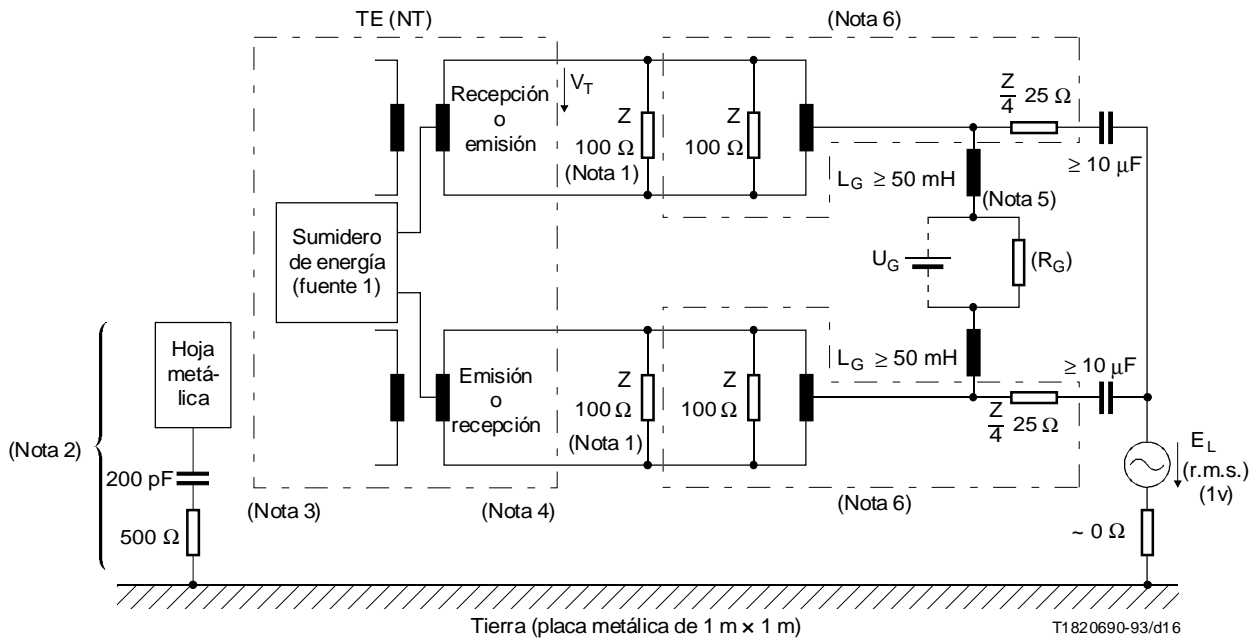 TE (NT)
(Nota 6)
V_T
Recepción
o
emisión
Z
100 Ω
(Nota 1)
Z
100 Ω
Z/4 25 Ω
≥ 10 μF
L_G ≥ 50 mH
(Nota 5)
Sumidero
de energía
(fuente 1)
U_G
(R_G)
Hoja
metá-
lica
(Nota 2)
200 pF
500 Ω
Emisión
o
recepción
Z
100 Ω
(Nota 1)
Z
100 Ω
L_G ≥ 50 mH
≥ 10 μF
Z/4 25 Ω
E_L
(r.m.s.)
(1v)
~ 0 Ω
(Nota 3)
(Nota 4)
(Nota 6)
Tierra (placa metálica de 1 m × 1 m)
T1820690-93/d16